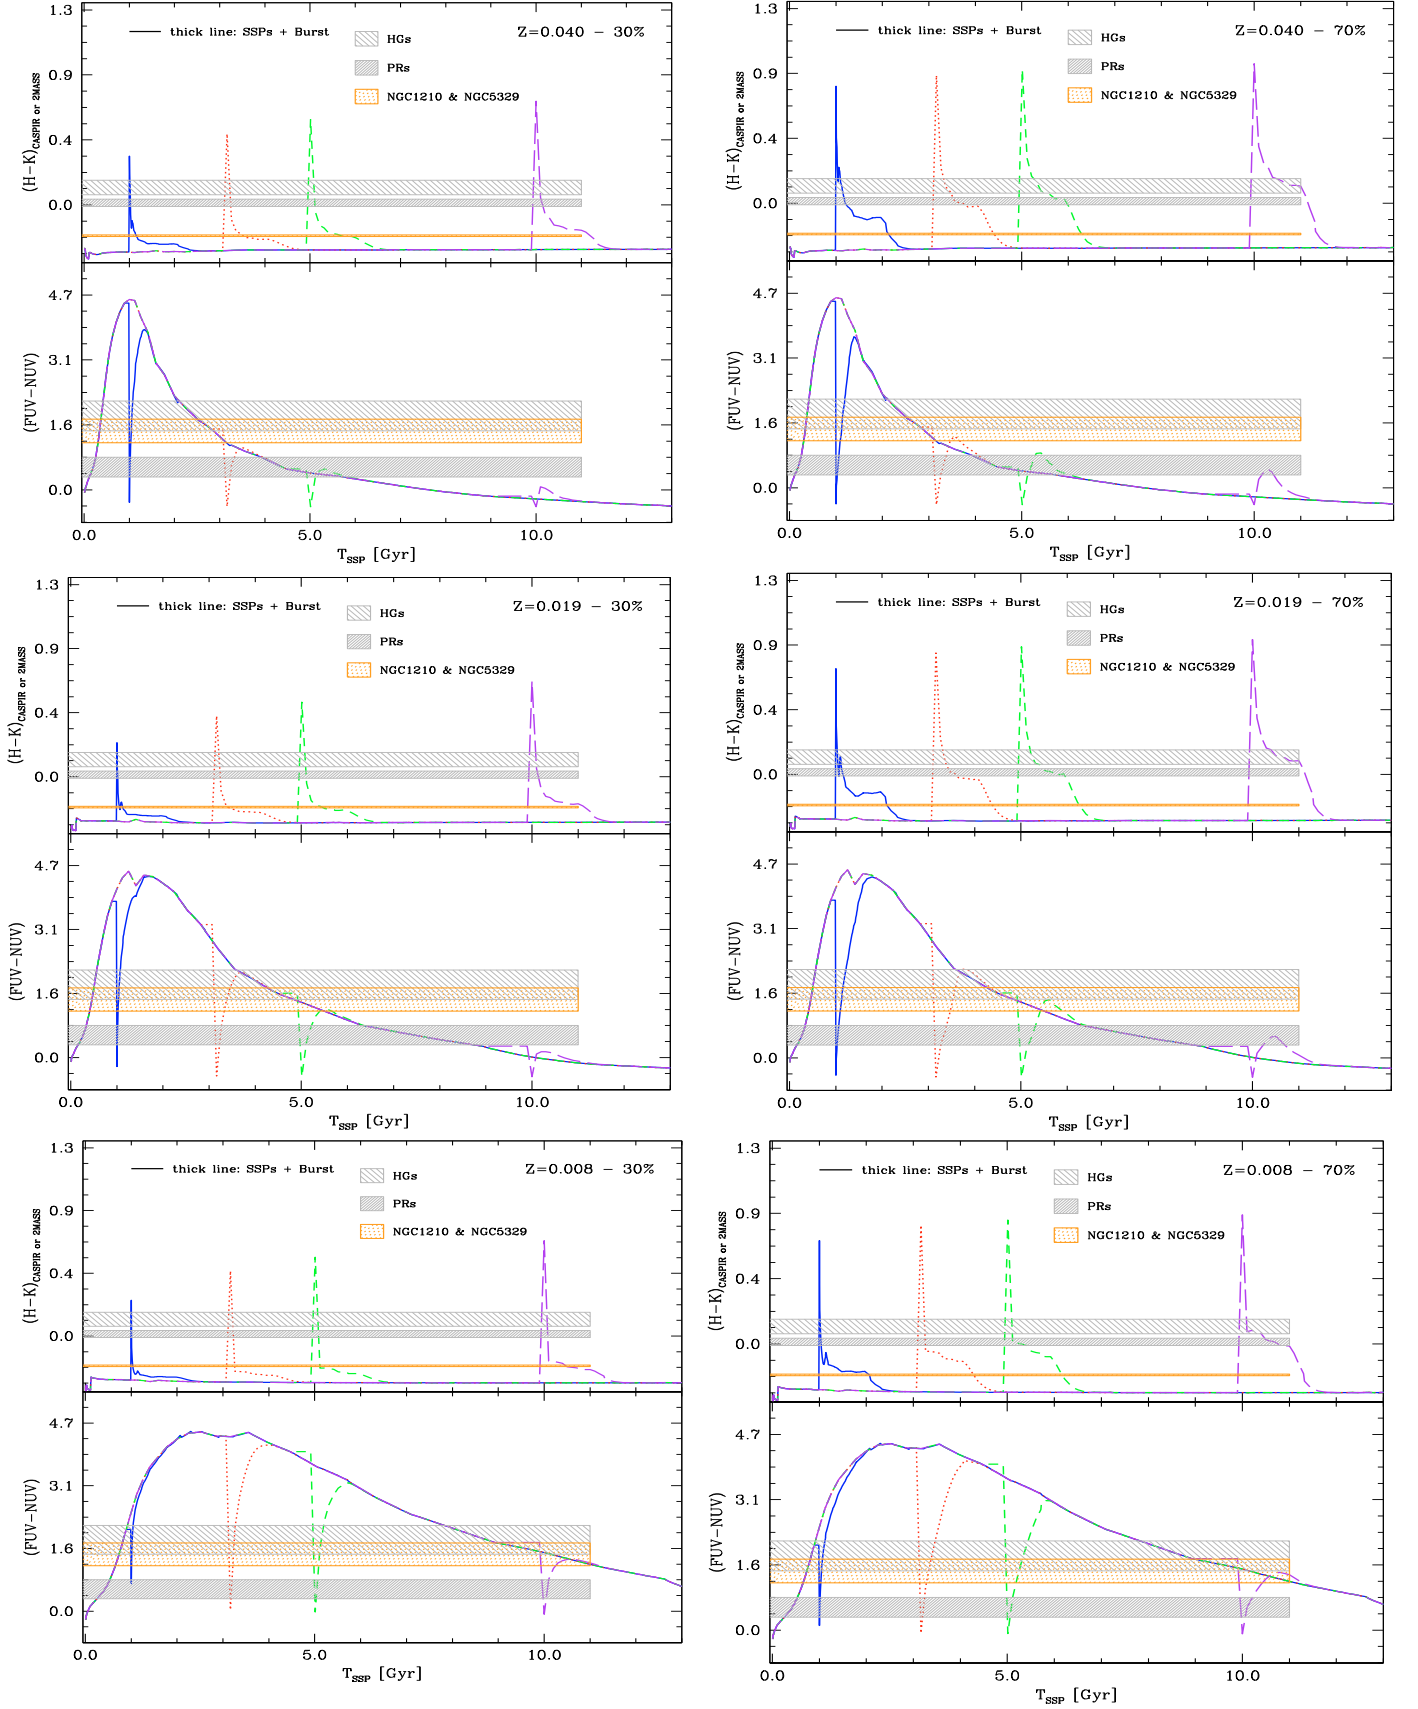 thick line: SSPs + Burst
HGs
Z=0.040 − 30%
PRs
NGC1210 & NGC5329
(H−K)CASPIR or 2MASS
1.3
0.9
0.4
0.0
(FUV−NUV)
4.7
3.1
1.6
0.0
0.0 5.0 10.0
TSSP [Gyr]
thick line: SSPs + Burst
HGs
Z=0.040 − 70%
PRs
NGC1210 & NGC5329
(H−K)CASPIR or 2MASS
1.3
0.9
0.4
0.0
(FUV−NUV)
4.7
3.1
1.6
0.0
0.0 5.0 10.0
TSSP [Gyr]
thick line: SSPs + Burst
HGs
Z=0.019 − 30%
PRs
NGC1210 & NGC5329
(H−K)CASPIR or 2MASS
1.3
0.9
0.4
0.0
(FUV−NUV)
4.7
3.1
1.6
0.0
0.0 5.0 10.0
TSSP [Gyr]
thick line: SSPs + Burst
HGs
Z=0.019 − 70%
PRs
NGC1210 & NGC5329
(H−K)CASPIR or 2MASS
1.3
0.9
0.4
0.0
(FUV−NUV)
4.7
3.1
1.6
0.0
0.0 5.0 10.0
TSSP [Gyr]
thick line: SSPs + Burst
HGs
Z=0.008 − 30%
PRs
NGC1210 & NGC5329
(H−K)CASPIR or 2MASS
1.3
0.9
0.4
0.0
(FUV−NUV)
4.7
3.1
1.6
0.0
0.0 5.0 10.0
TSSP [Gyr]
thick line: SSPs + Burst
HGs
Z=0.008 − 70%
PRs
NGC1210 & NGC5329
(H−K)CASPIR or 2MASS
1.3
0.9
0.4
0.0
(FUV−NUV)
4.7
3.1
1.6
0.0
0.0 5.0 10.0
TSSP [Gyr]